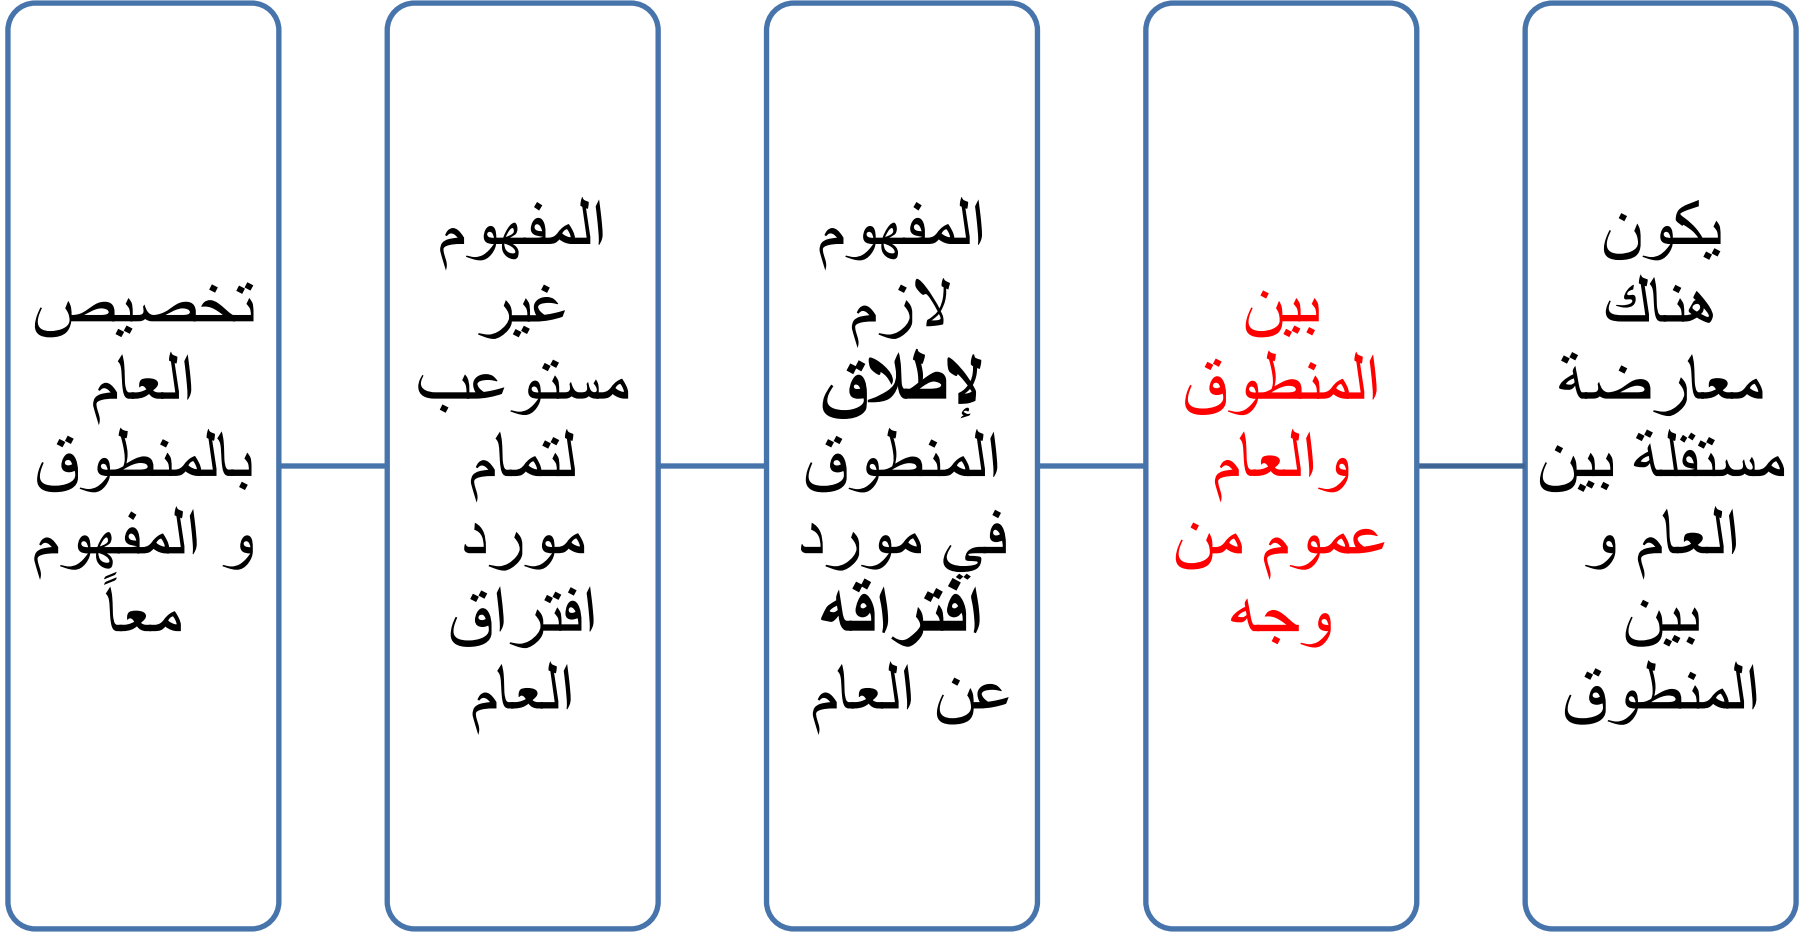 يكون
هناك
معارضة
مستقلة بين
العام و
بين
المنطوق
بين
المنطوق
والعام
عموم من
وجه
المفهوم
لازم
لإطلاق
المنطوق
في مورد
افتراقه
عن العام
المفهوم
غير
مستوعب
لتمام
مورد
افتراق
العام
تخصيص
العام
بالمنطوق
و المفهوم
معاً